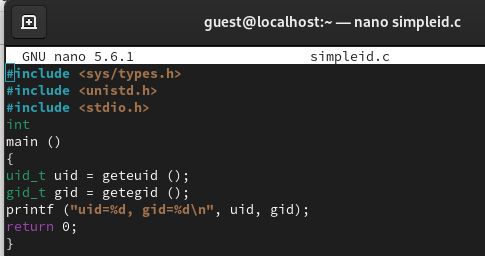 guest@localhost:~ — nano simpleid.c
GNU nano 5.6.1 simpleid.c
#include <sys/types.h>
#include <unistd.h>
#include <stdio.h>
int
main ()
{
uid_t uid = geteuid ();
gid_t gid = getegid ();
printf ("uid=%d, gid=%d\n", uid, gid);
return 0;
}